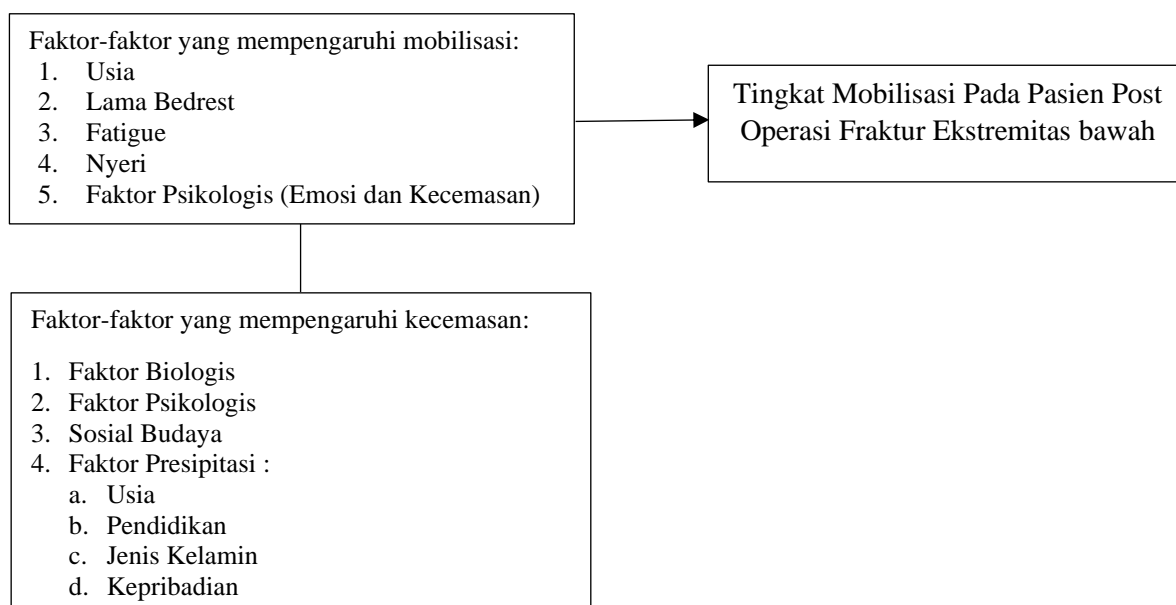 Faktor-faktor yang mempengaruhi mobilisasi:
1. Usia
2. Lama Bedrest
3. Fatigue
4. Nyeri
5. Faktor Psikologis (Emosi dan Kecemasan)
Tingkat Mobilisasi Pada Pasien Post
Operasi Fraktur Ekstremitas bawah
Faktor-faktor yang mempengaruhi kecemasan:
1. Faktor Biologis
2. Faktor Psikologis
3. Sosial Budaya
4. Faktor Presipitasi :
a. Usia
b. Pendidikan
c. Jenis Kelamin
d. Kepribadian